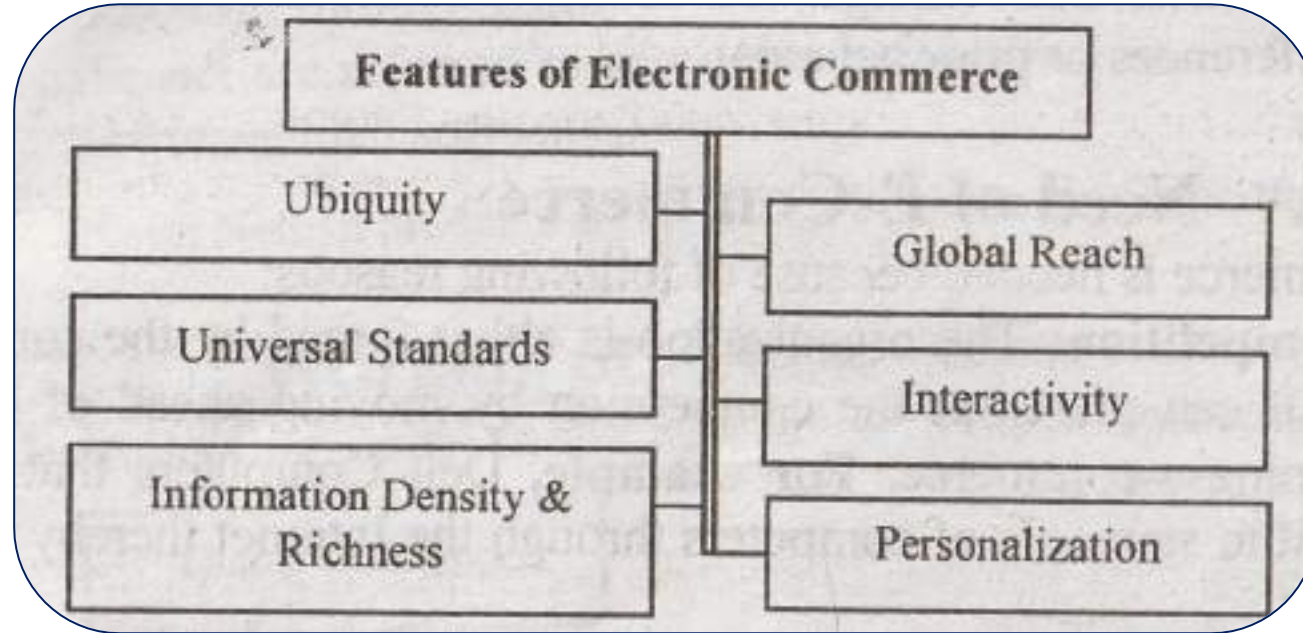 Features of Electronic Commerce
Ubiquity
Global Reach
Universal Standards
Interactivity
Information Density &
Richness
Personalization